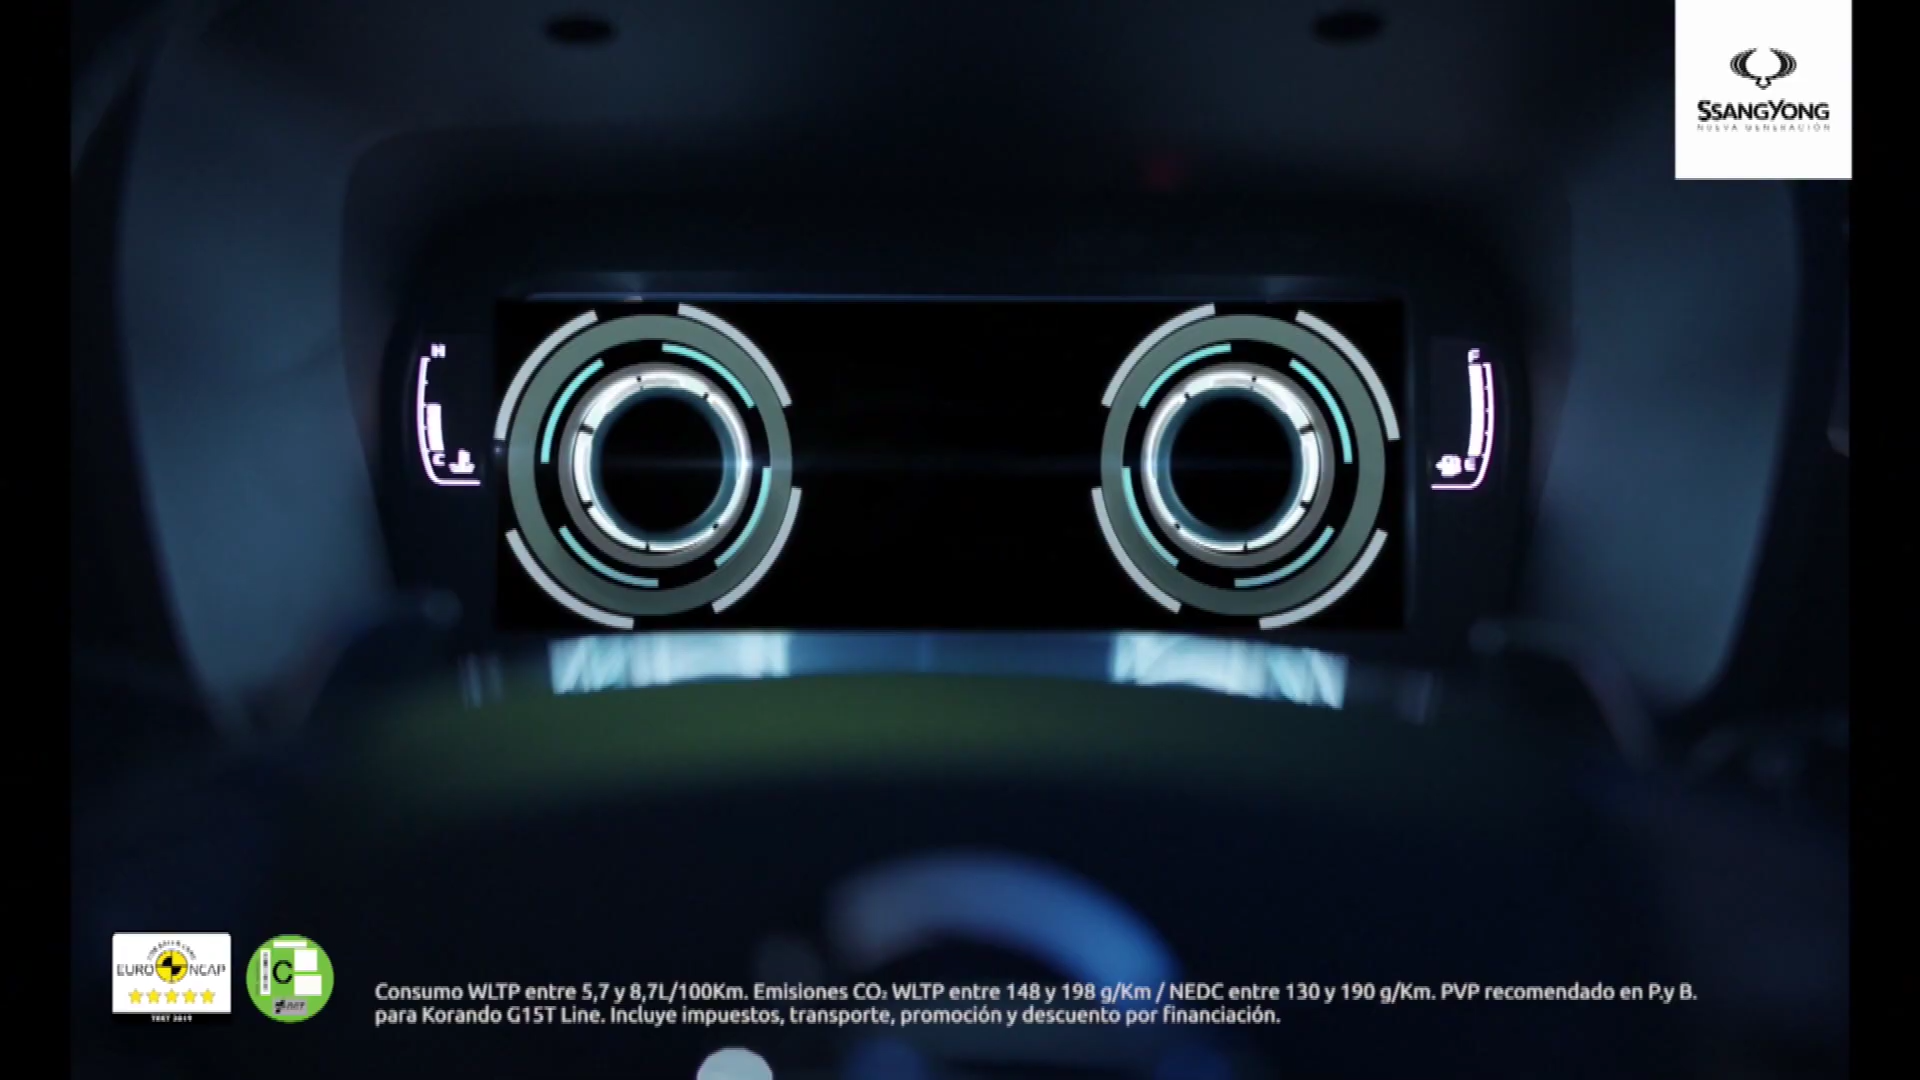 SSANGYONG
NUEVA GENERACIÓN
H
F
C
E
EURO NCAP
TEST 2019
C
Consumo WLTP entre 5,7 y 8,7L/100Km. Emisiones CO₂ WLTP entre 148 y 198 g/Km / NEDC entre 130 y 190 g/Km. PVP recomendado en P.y B.
para Korando G15T Line. Incluye impuestos, transporte, promoción y descuento por financiación.